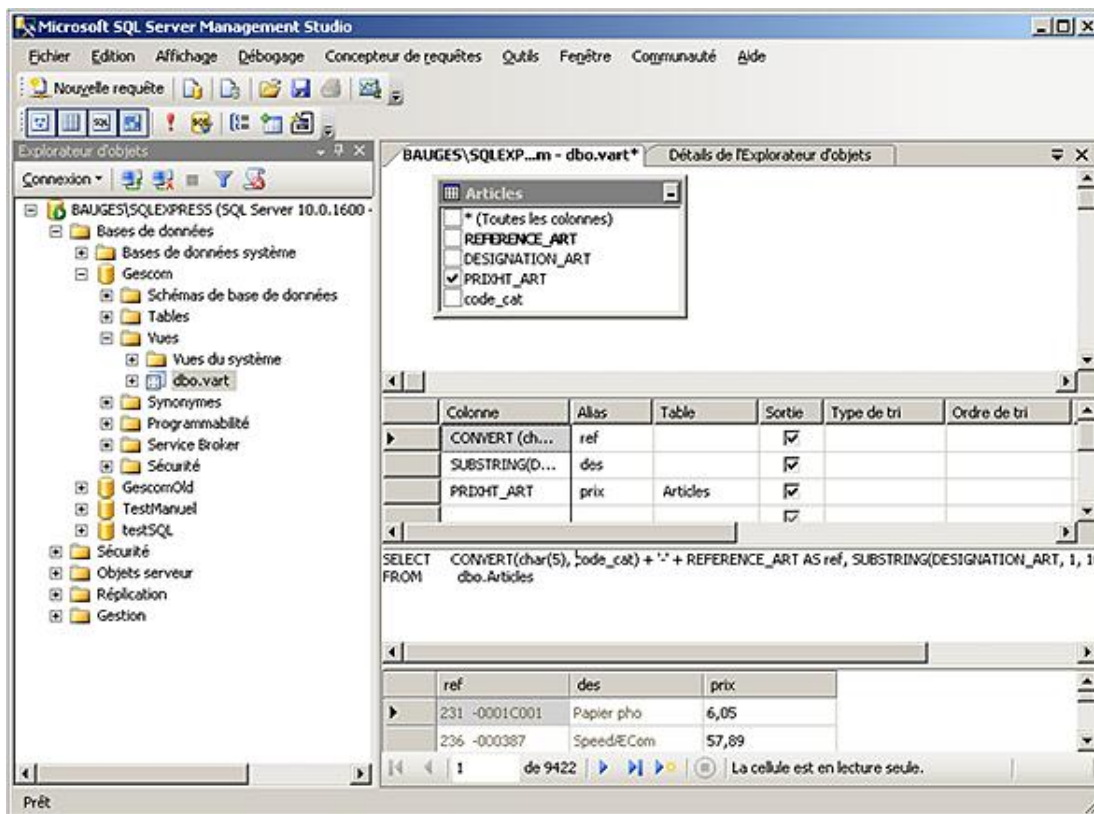 Microsoft SQL Server Management Studio
Fichier Edition Affichage Débogage Concepteur de requêtes Outils Fenêtre Communauté Aide
Nouvelle requête
Explorateur d'objets
Connexion
BAUGES\SQLEXPRESS (SQL Server 10.0.1600 -
Bases de données
Bases de données système
Gescom
Schémas de base de données
Tables
Vues
Vues du système
dbo.vart
Synonymes
Programmabilité
Service Broker
Sécurité
GescomOld
TestManuel
testSQL
Sécurité
Objets serveur
Réplication
Gestion
BAUGES\SQLEXP...m - dbo.vart* Détails de l'Explorateur d'objets
Articles
* (Toutes les colonnes)
REFERENCE_ART
DESIGNATION_ART
PRIXHT_ART
code_cat
Colonne Alias Table Sortie Type de tri Ordre de tri
CONVERT (ch... ref
SUBSTRING(D... des
PRIXHT_ART prix Articles
SELECT CONVERT(char(5), code_cat) + '-' + REFERENCE_ART AS ref, SUBSTRING(DESIGNATION_ART, 1, 1
FROM dbo.Articles
ref des prix
231 -0001C001 Papier pho 6,05
236 -000387 SpeedÆCom 57,89
1 de 9422 La cellule est en lecture seule.
Prêt